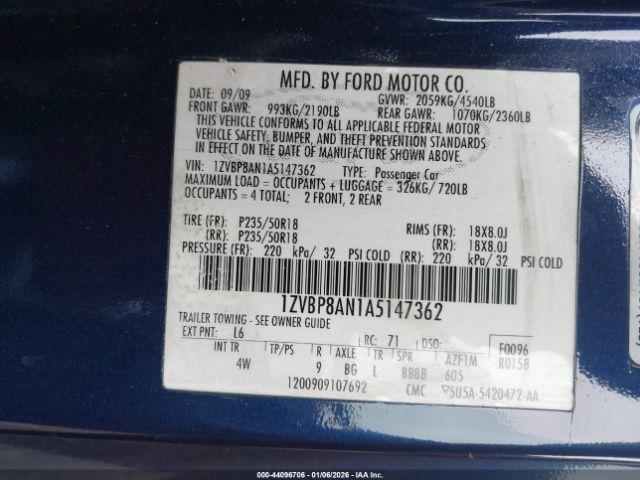 MFD. BY FORD MOTOR CO.
DATE: 09/09 GVWR: 2059KG/4540LB
FRONT GAWR: 993KG/2190LB REAR GAWR: 1070KG/2360LB
THIS VEHICLE CONFORMS TO ALL APPLICABLE FEDERAL MOTOR
VEHICLE SAFETY, BUMPER, AND THEFT PREVENTION STANDARDS
IN EFFECT ON THE DATE OF MANUFACTURE SHOWN ABOVE.
VIN: 1ZVBP8AN1A5147362 TYPE: Passenger Car
MAXIMUM LOAD = OCCUPANTS + LUGGAGE = 326KG/720LB
OCCUPANTS = 4 TOTAL; 2 FRONT, 2 REAR
TIRE (FR): P235/50R18 RIMS (FR): 18X8.0J
(RR): P235/50R18 (RR): 18X8.0J
PRESSURE (FR): 220 kPa/ 32 PSI COLD (RR): 220 kPa/ 32 PSI COLD
1ZVBP8AN1A5147362
TRAILER TOWING - SEE OWNER GUIDE
EXT PNT: L6 RC: 71 DSO: F0096
INT TR TP/PS R AXLE TR SPR AZF1M R0158
4W 9 BG L BBBB 605
1200909107692 CMC 5U5A-5420472-AA
000-44096706 - 01/06/2026 - IAAI.com